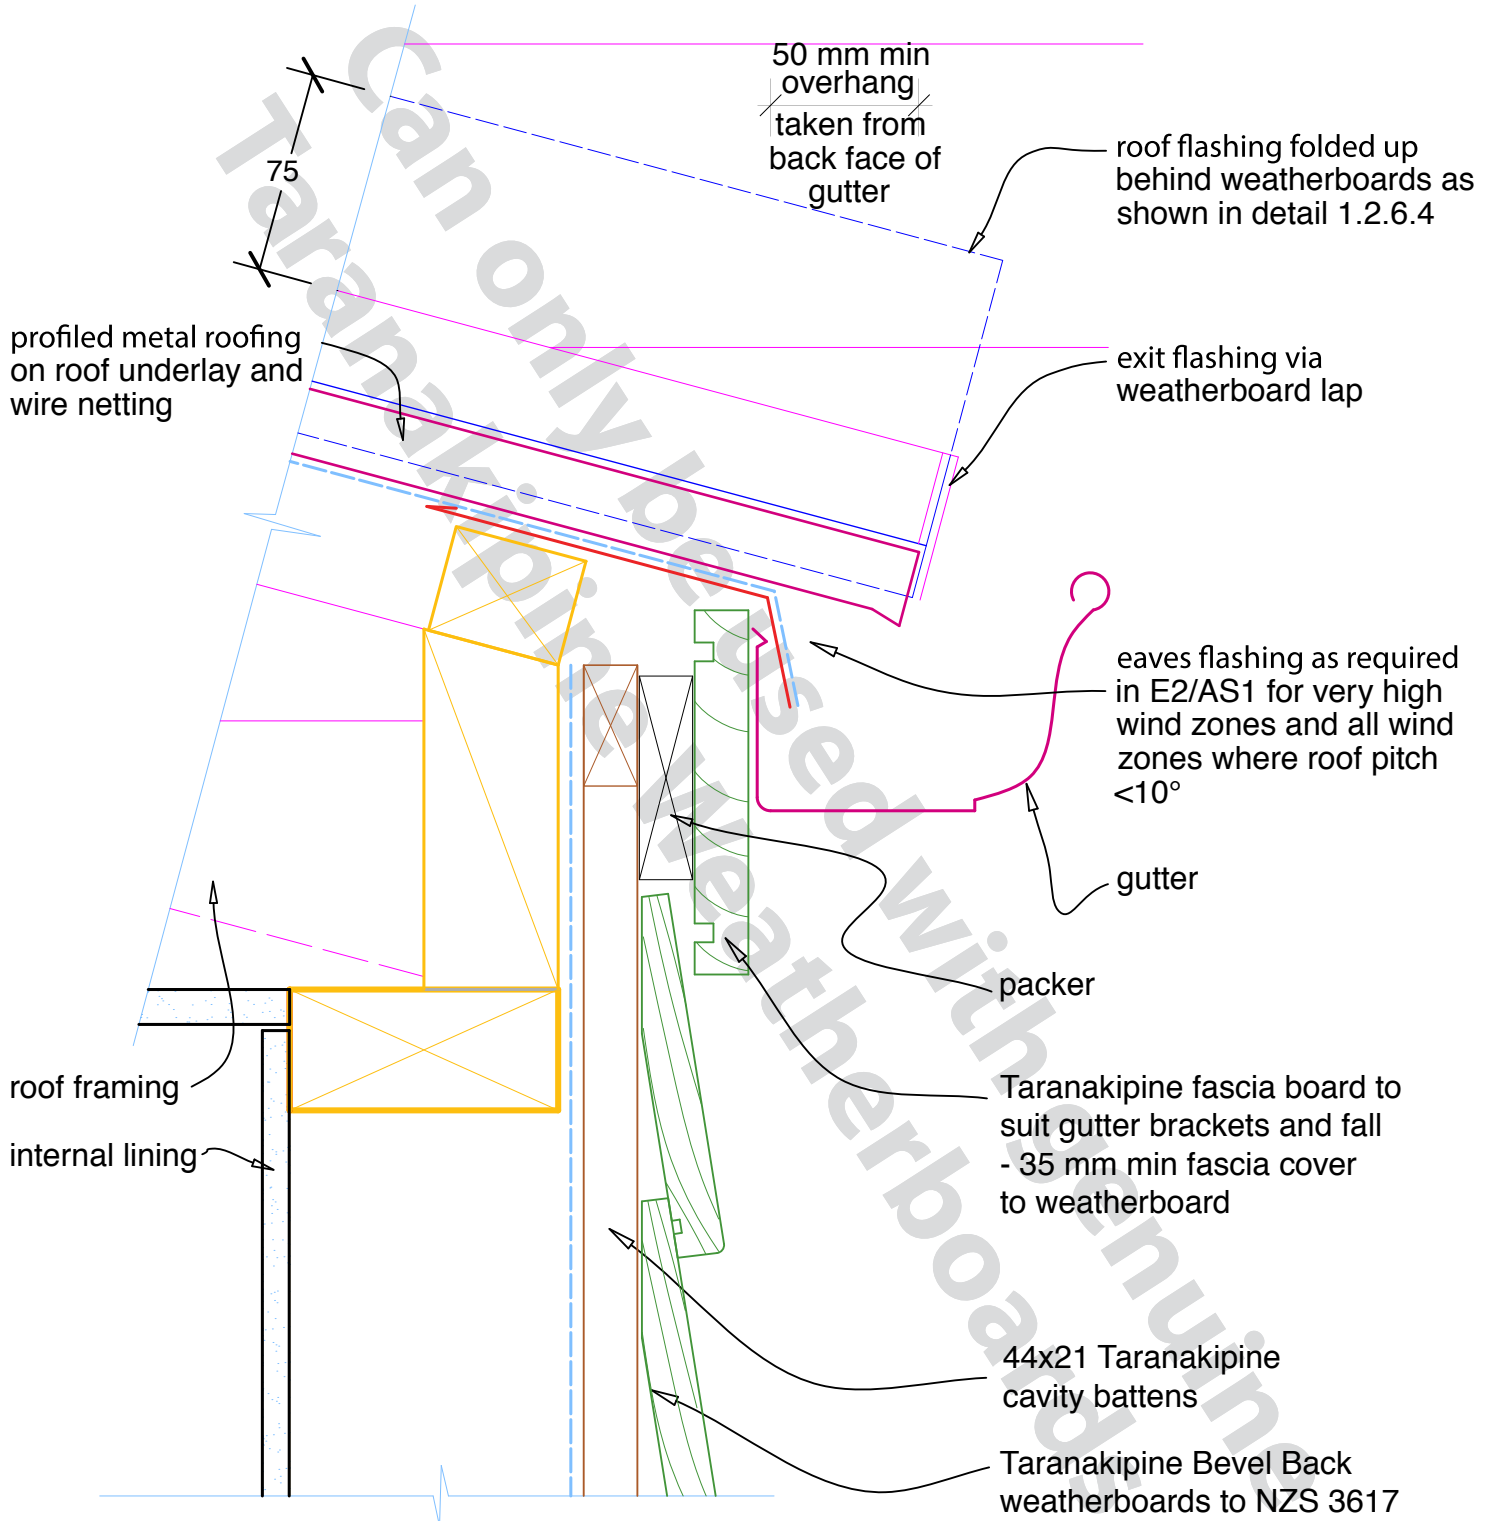 50 mm min
overhang
taken from
back face of
gutter
75
roof flashing folded up
behind weatherboards as
shown in detail 1.2.6.4
profiled metal roofing
on roof underlay and
wire netting
exit flashing via
weatherboard lap
eaves flashing as required
in E2/AS1 for very high
wind zones and all wind
zones where roof pitch
<10°
gutter
packer
roof framing
internal lining
Taranakipine fascia board to
suit gutter brackets and fall
- 35 mm min fascia cover
to weatherboard
44x21 Taranakipine
cavity battens
Taranakipine Bevel Back
weatherboards to NZS 3617
Can only be used with genuine
Taranakipine Weatherboards